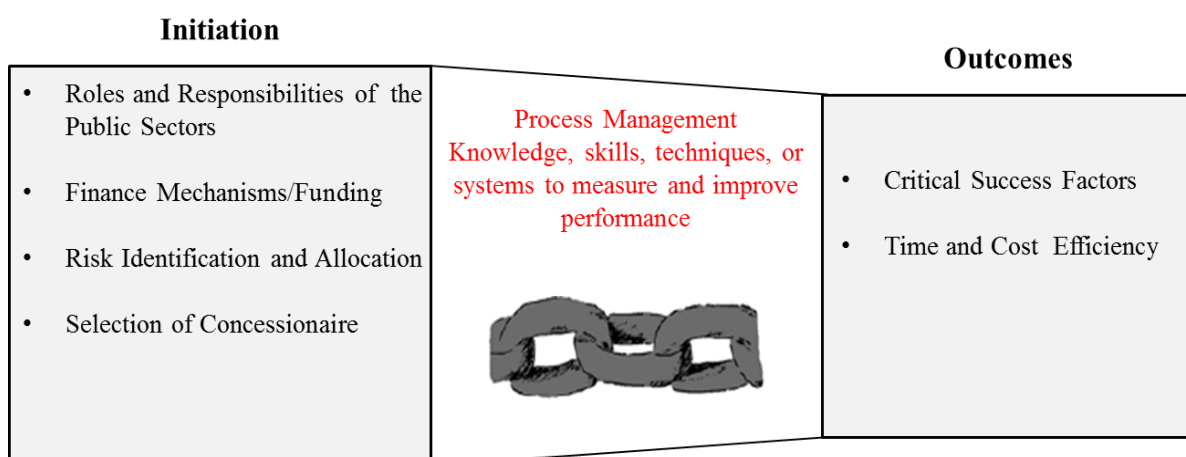 Initiation
• Roles and Responsibilities of the
Public Sectors
• Finance Mechanisms/Funding
• Risk Identification and Allocation
• Selection of Concessionaire
Process Management
Knowledge, skills, techniques, or
systems to measure and improve
performance
Outcomes
• Critical Success Factors
• Time and Cost Efficiency